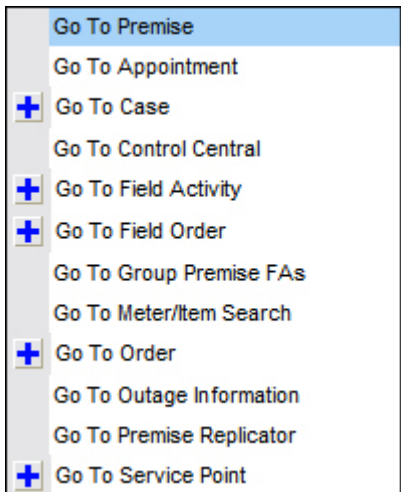 Go To Premise
Go To Appointment
Go To Case
Go To Control Central
Go To Field Activity
Go To Field Order
Go To Group Premise FAs
Go To Meter/Item Search
Go To Order
Go To Outage Information
Go To Premise Replicator
Go To Service Point